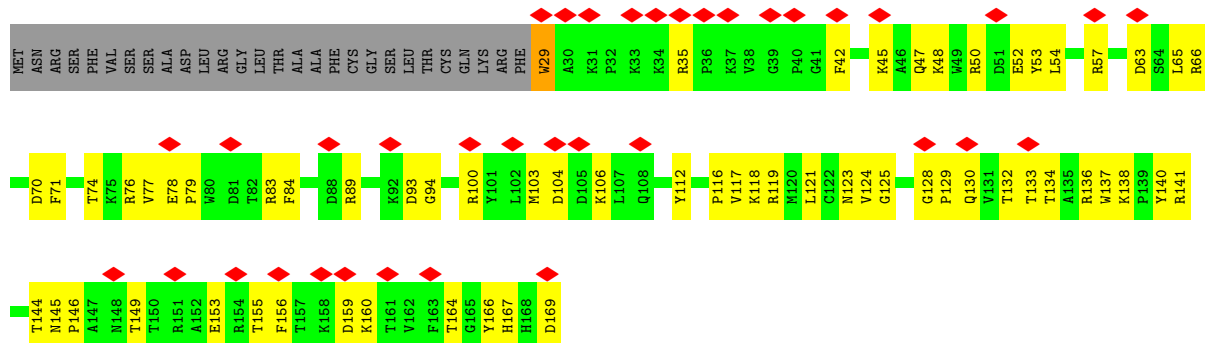 MET ASN ARG SER PHE VAL SER SER ALA ASP LEU ARG GLY LEU LEU THR ALA ALA PHE CYS GLY SER LEU THR CYS GLN LYS ARG PHE W29 A30 K31 P32 K33 K34 R35 P36 K37 V38 G39 P40 G41 F42 K45 A46 Q47 K48 W49 R50 D51 E52 Y53 L54 R57 D63 S64 L65 R66
D70 F71 T74 K75 R76 V77 E78 P79 W80 D81 T82 R83 F84 D88 R89 K92 D93 G94 R100 Y101 L102 M103 D104 D105 K106 L107 Q108 Y112 P116 V117 K118 R119 M120 L121 C122 N123 V124 G125 G128 P129 Q130 V131 T132 T133 T134 A135 R136 W137 K138 P139 Y140 R141
T144 N145 P146 A147 N148 T149 T150 R151 A152 E153 R154 T155 F156 T157 K158 D159 K160 T161 V162 F163 T164 G165 Y166 H167 H168 D169